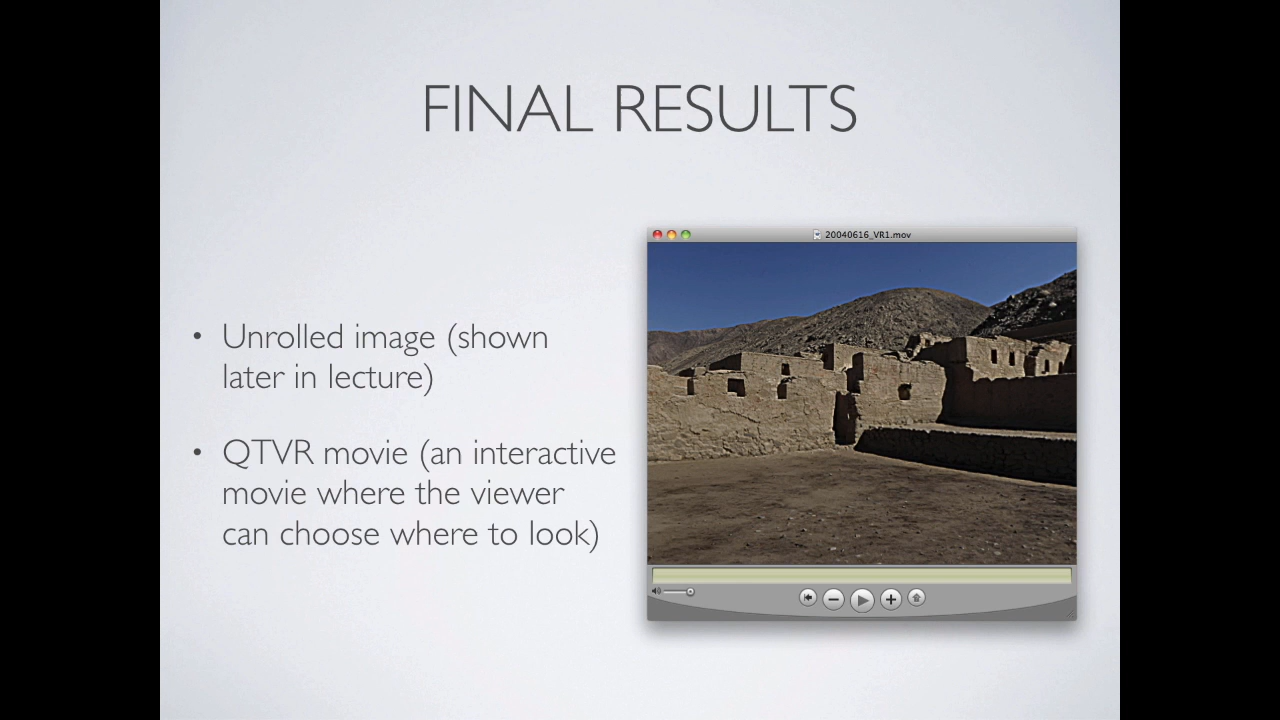 FINAL RESULTS
• Unrolled image (shown
later in lecture)
• QTVR movie (an interactive
movie where the viewer
can choose where to look)
20040616_VR1.mov